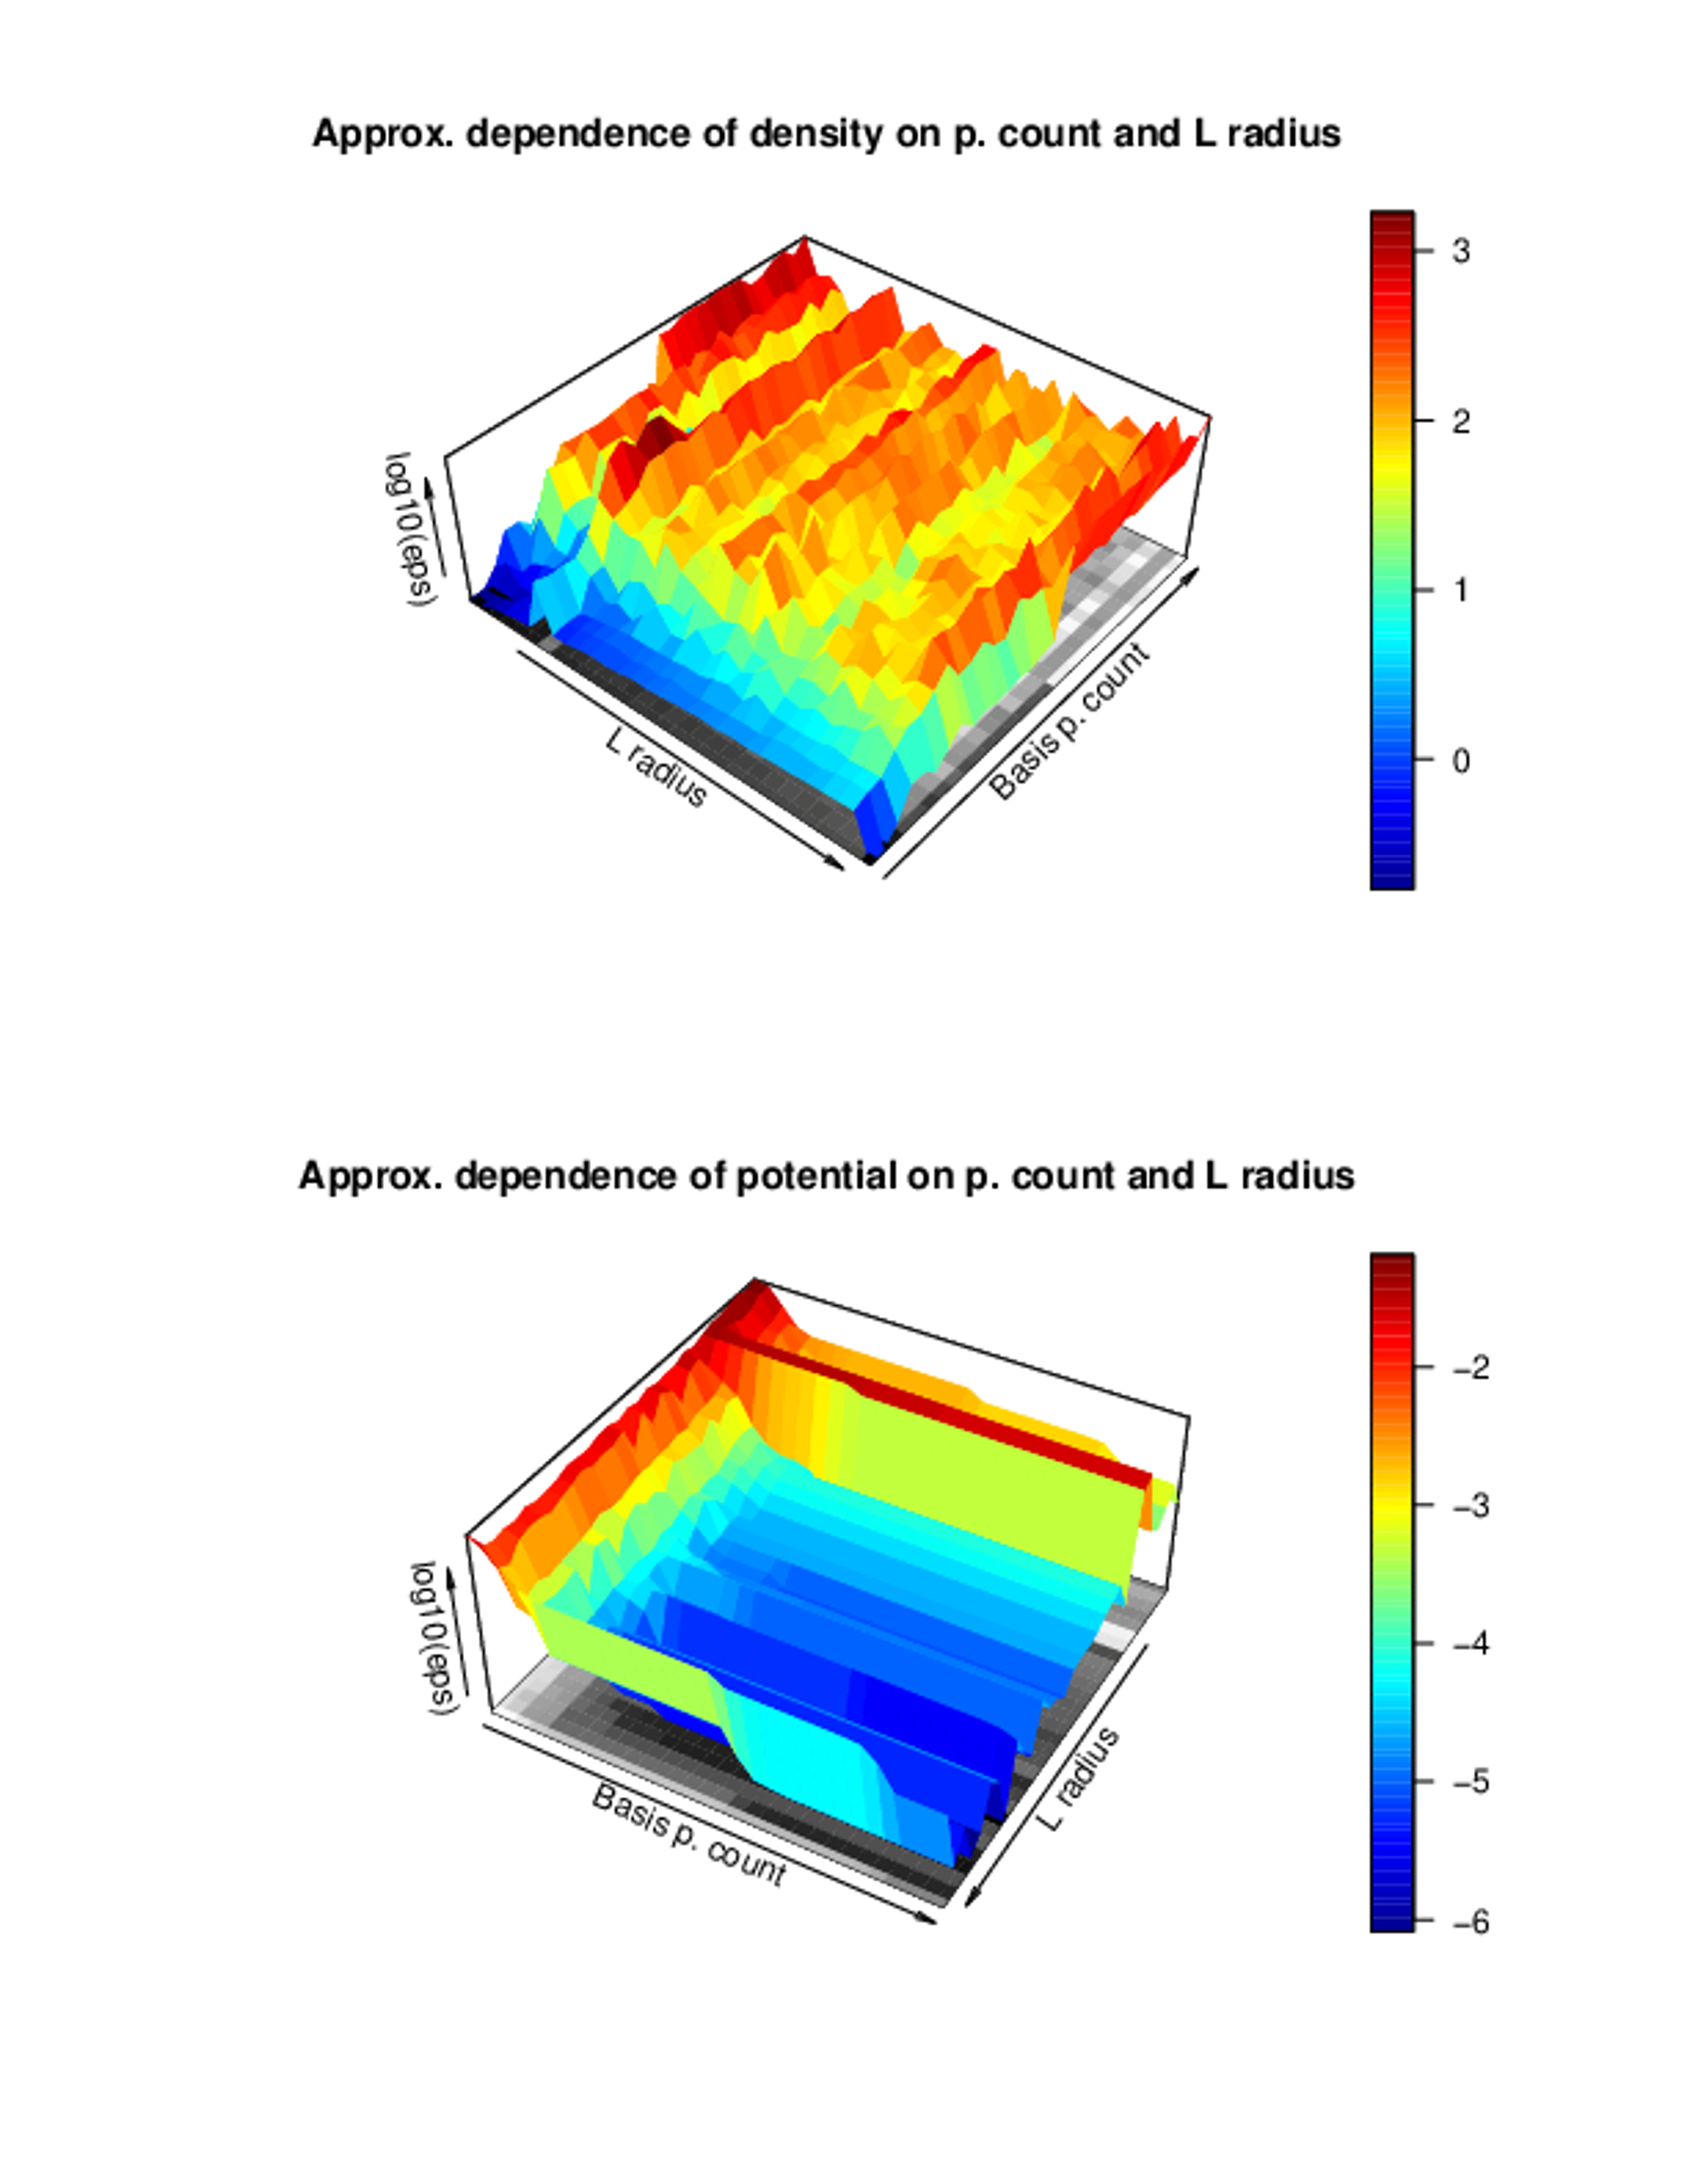 Approx. dependence of density on p. count and L radius
3
2
1
0
log10(eps)
L radius
Basis p. count
Approx. dependence of potential on p. count and L radius
−2
−3
−4
−5
−6
log10(eps)
Basis p. count
L radius